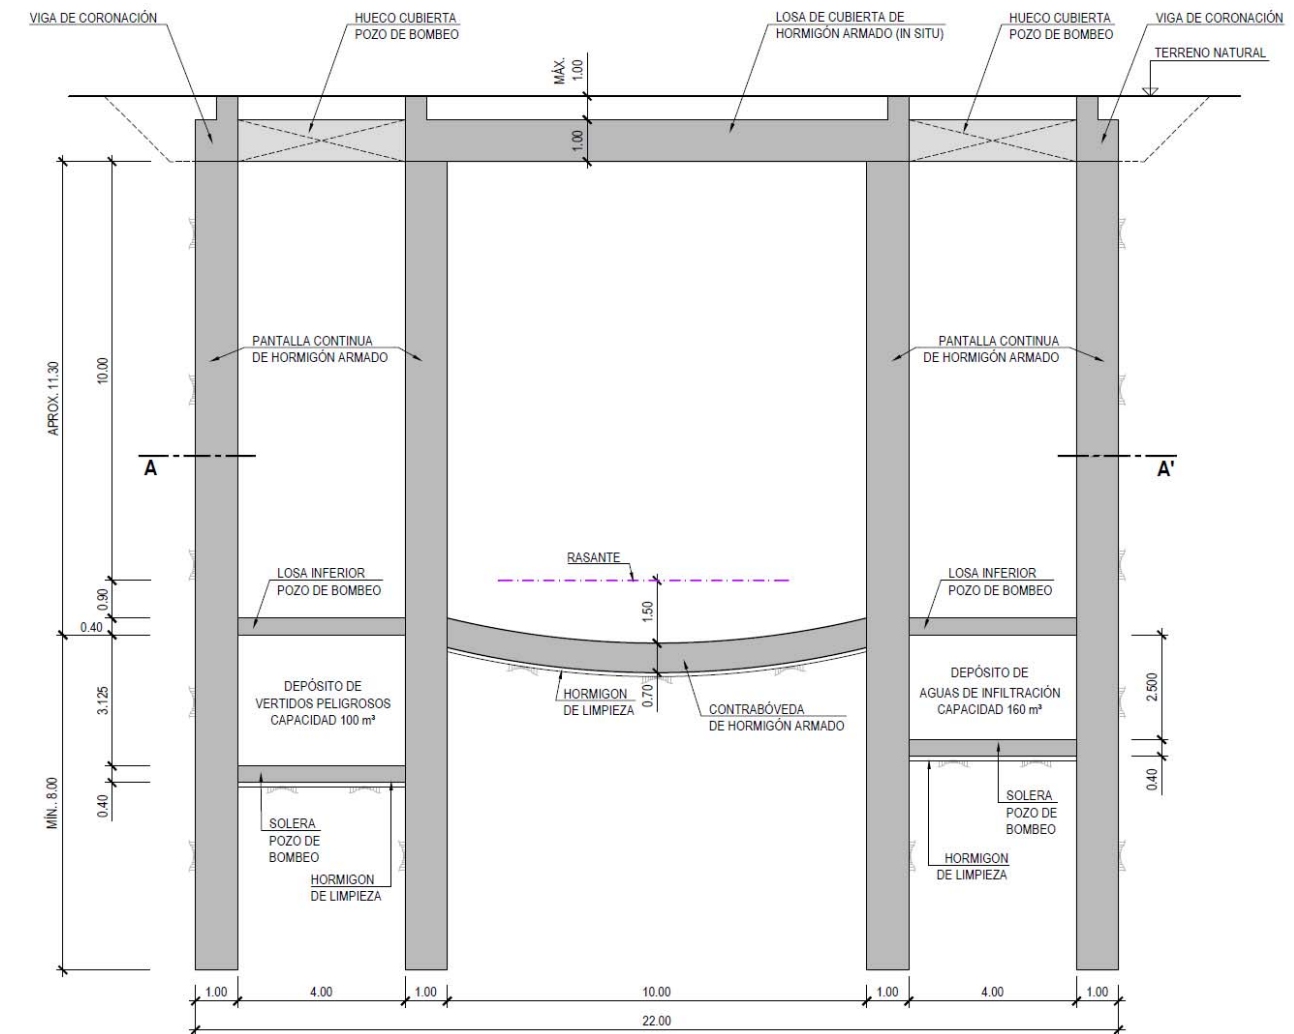 VIGA DE CORONACIÓN
HUECO CUBIERTA
POZO DE BOMBEO
LOSA DE CUBIERTA DE
HORMIGÓN ARMADO (IN SITU)
HUECO CUBIERTA
POZO DE BOMBEO
VIGA DE CORONACIÓN
TERRENO NATURAL
MÁX.
1.00
1.00
PANTALLA CONTINUA
DE HORMIGÓN ARMADO
PANTALLA CONTINUA
DE HORMIGÓN ARMADO
APROX. 11.30
10.00
A
A'
RASANTE
LOSA INFERIOR
POZO DE BOMBEO
LOSA INFERIOR
POZO DE BOMBEO
0.90
0.40
1.50
DEPÓSITO DE
VERTIDOS PELIGROSOS
CAPACIDAD 100 m³
DEPÓSITO DE
AGUAS DE INFILTRACIÓN
CAPACIDAD 160 m³
3.125
2.500
HORMIGON
DE LIMPIEZA
0.70
CONTRABÓVEDA
DE HORMIGÓN ARMADO
MÍN.. 8.00
0.40
0.40
SOLERA
POZO DE
BOMBEO
SOLERA
POZO DE
BOMBEO
HORMIGON
DE LIMPIEZA
HORMIGON
DE LIMPIEZA
1.00
4.00
1.00
10.00
1.00
4.00
1.00
22.00